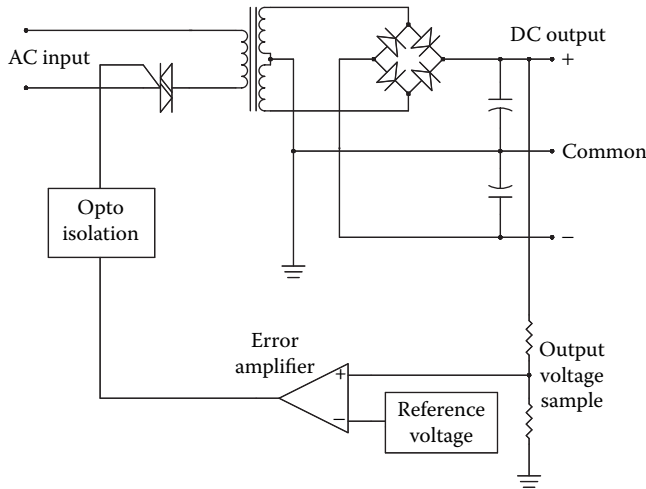 AC input
DC output
+
Common
−
Opto
isolation
Error
amplifier
+
−
Reference
voltage
Output
voltage
sample